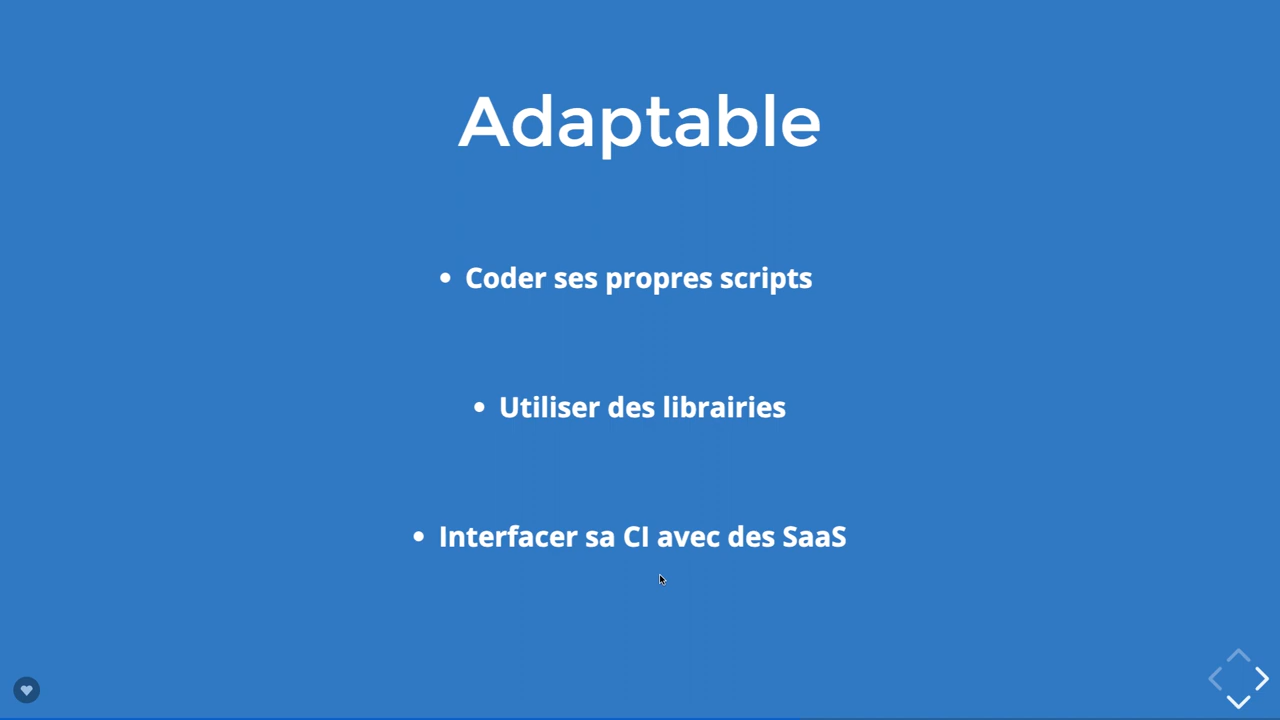 Adaptable
• Coder ses propres scripts
• Utiliser des librairies
• Interfacer sa CI avec des SaaS